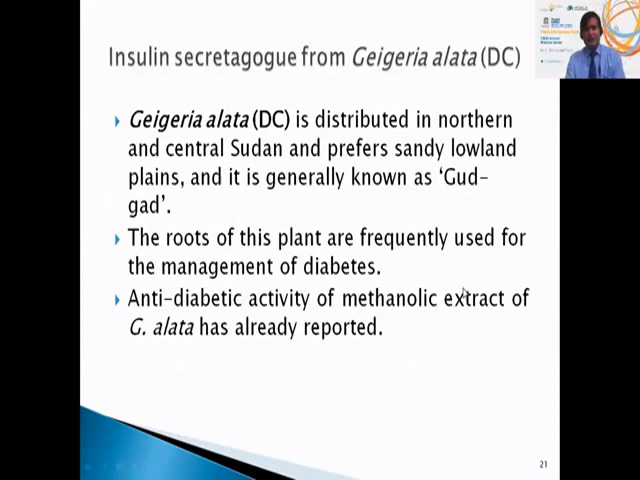 Insulin secretagogue from Geigeria alata (DC)
Geigeria alata (DC) is distributed in northern
and central Sudan and prefers sandy lowland
plains, and it is generally known as ‘Gud-
gad’.
The roots of this plant are frequently used for
the management of diabetes.
Anti-diabetic activity of methanolic extract of
G. alata has already reported.
21